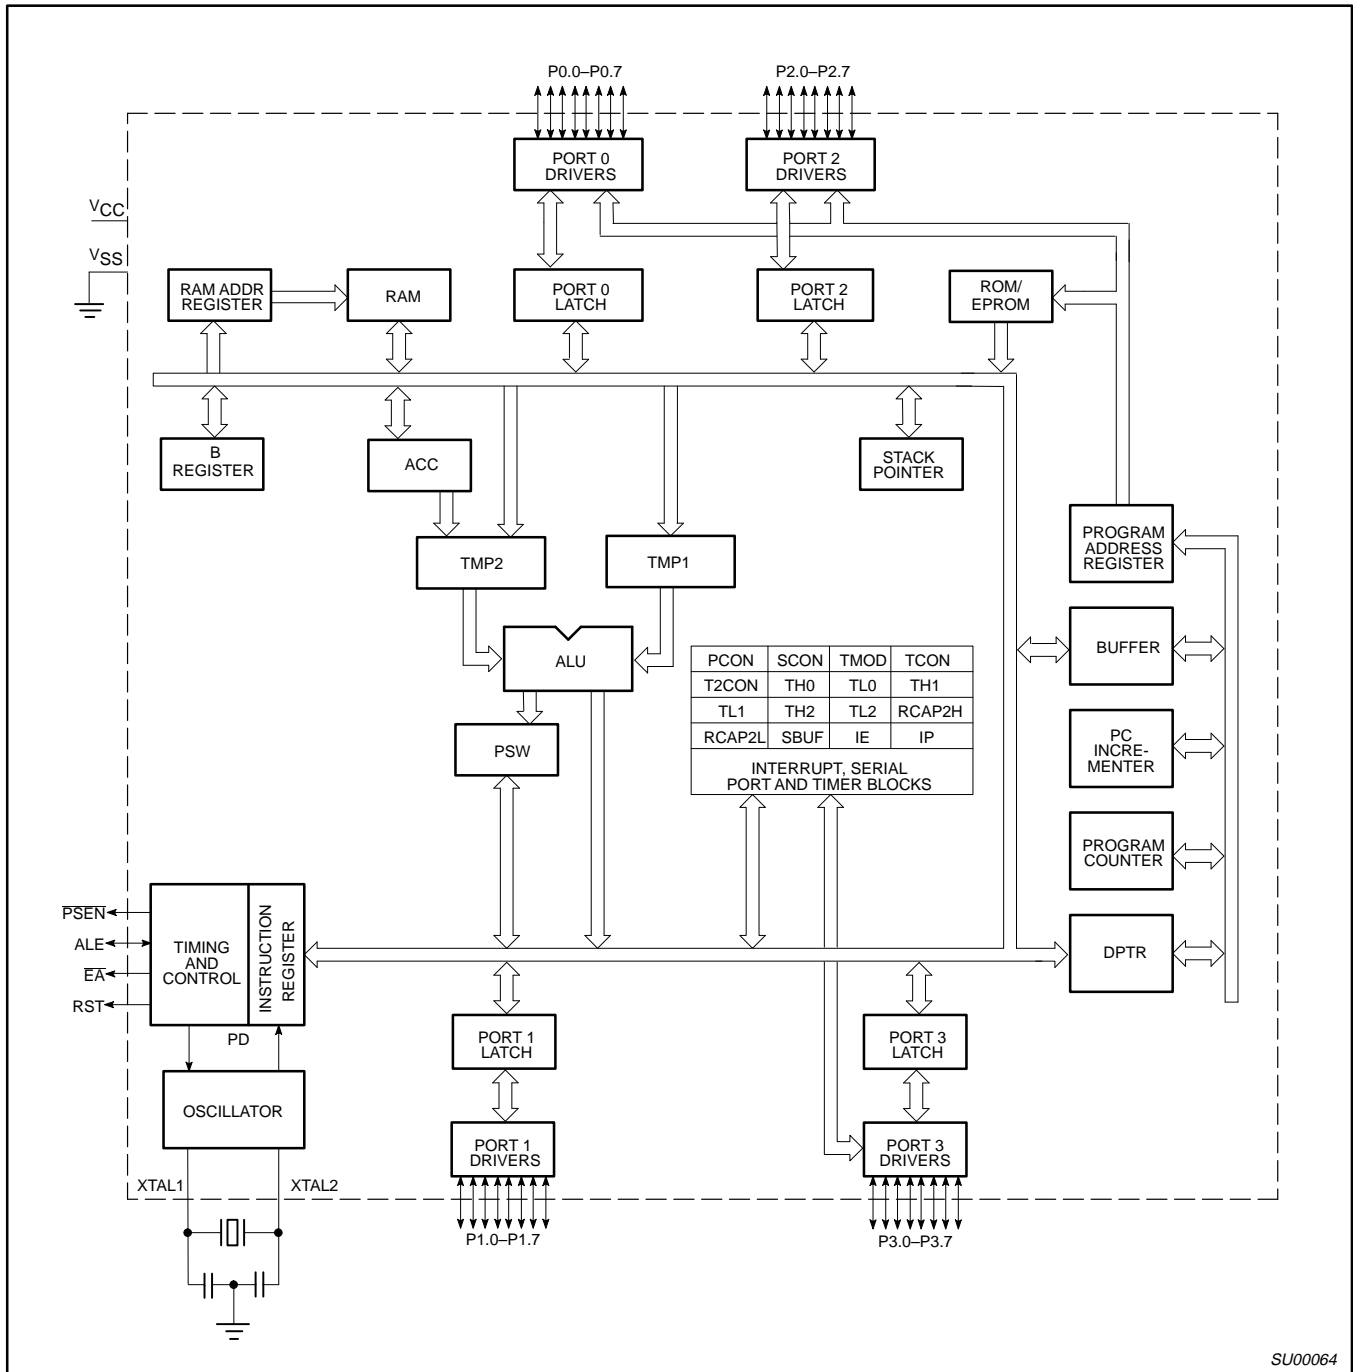 P0.0–P0.7
P2.0–P2.7
PORT 0
DRIVERS
PORT 2
DRIVERS
VCC
VSS
RAM ADDR
REGISTER
RAM
PORT 0
LATCH
PORT 2
LATCH
ROM/
EPROM
B
REGISTER
ACC
STACK
POINTER
TMP2
TMP1
PROGRAM
ADDRESS
REGISTER
ALU
BUFFER
PCON SCON TMOD TCON
T2CON TH0 TL0 TH1
TL1 TH2 TL2 RCAP2H
RCAP2L SBUF IE IP
INTERRUPT, SERIAL
PORT AND TIMER BLOCKS
PSW
PC
INCRE-
MENTER
PROGRAM
COUNTER
PSEN
ALE
EA
RST
TIMING
AND
CONTROL
INSTRUCTION
REGISTER
DPTR
PD
PORT 1
LATCH
PORT 3
LATCH
OSCILLATOR
PORT 1
DRIVERS
PORT 3
DRIVERS
XTAL1
XTAL2
P1.0–P1.7
P3.0–P3.7
SU00064